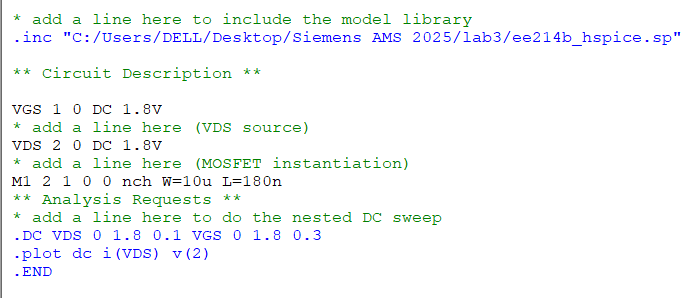 * add a line here to include the model library
.inc "C:/Users/DELL/Desktop/Siemens AMS 2025/lab3/ee214b_hspice.sp"
** Circuit Description **
VGS 1 0 DC 1.8V
* add a line here (VDS source)
VDS 2 0 DC 1.8V
* add a line here (MOSFET instantiation)
M1 2 1 0 0 nch W=10u L=180n
** Analysis Requests **
* add a line here to do the nested DC sweep
.DC VDS 0 1.8 0.1 VGS 0 1.8 0.3
.plot dc i(VDS) v(2)
.END